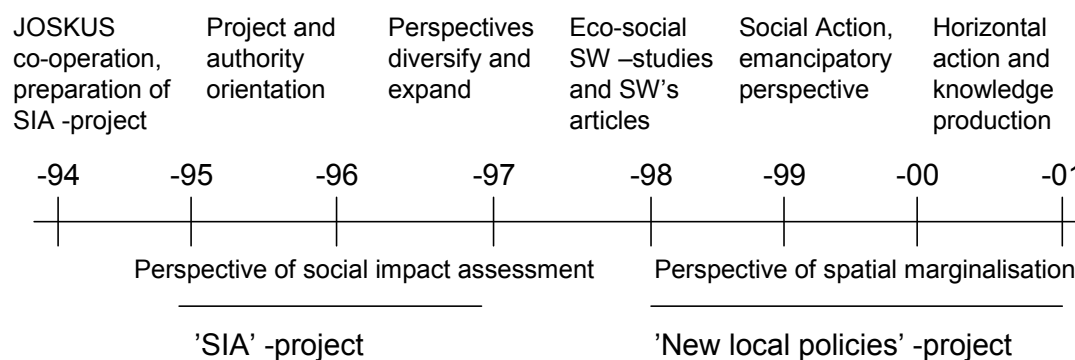 JOSKUS
co-operation,
preparation of
SIA -project
Project and
authority
orientation
Perspectives
diversify and
expand
Eco-social
SW –studies
and SW's
articles
Social Action,
emancipatory
perspective
Horizontal
action and
knowledge
production
-94 -95 -96 -97 -98 -99 -00 -01
Perspective of social impact assessment
Perspective of spatial marginalisation
'SIA' -project
'New local policies' -project